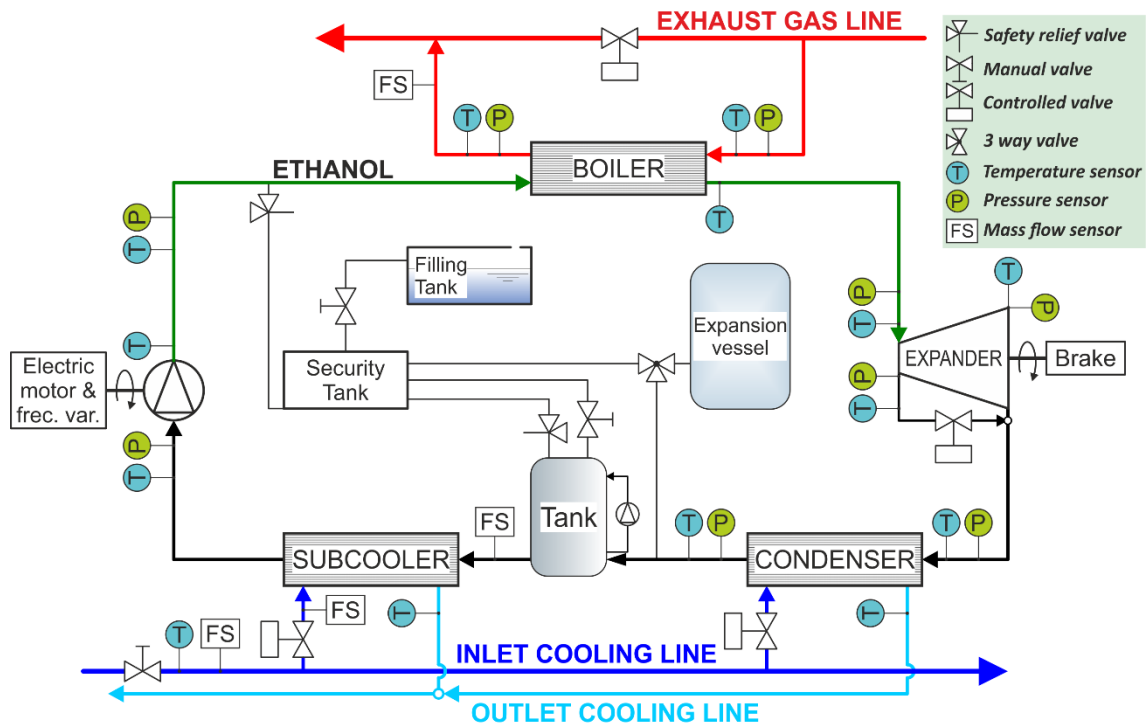 EXHAUST GAS LINE
Safety relief valve
Manual valve
Controlled valve
3 way valve
T Temperature sensor
P Pressure sensor
FS Mass flow sensor
FS
T P
T P
BOILER
ETHANOL
T
P
T
Filling
Tank
T
P
P
T
Expansion
vessel
T
EXPANDER
Brake
Electric
motor &
frec. var.
Security
Tank
P
T
P
T
Tank
FS
T P
T P
SUBCOOLER
CONDENSER
FS
T
T
T
FS
INLET COOLING LINE
OUTLET COOLING LINE